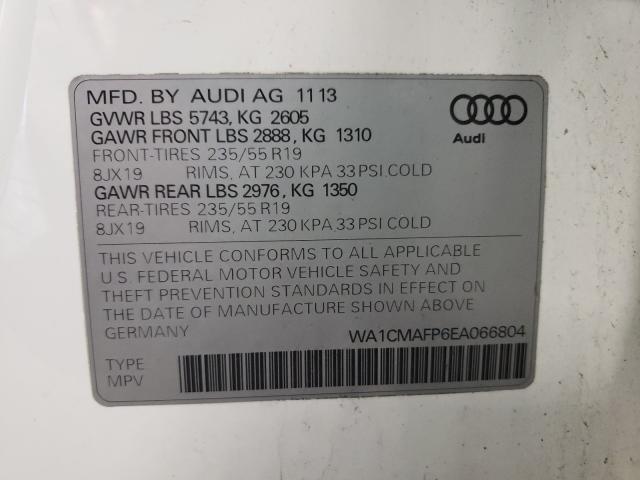 MFD. BY AUDI AG 11 13
GVWR LBS 5743, KG 2605
GAWR FRONT LBS 2888, KG 1310
FRONT-TIRES 235/55 R19
8JX19 RIMS, AT 230 KPA 33 PSI.COLD
GAWR REAR LBS 2976, KG 1350
REAR-TIRES 235/55 R19
8JX19 RIMS, AT 230 KPA 33 PSI COLD
Audi
THIS VEHICLE CONFORMS TO ALL APPLICABLE
U.S. FEDERAL MOTOR VEHICLE SAFETY AND
THEFT PREVENTION STANDARDS IN EFFECT ON
THE DATE OF MANUFACTURE SHOWN ABOVE
GERMANY WA1CMAFP6EA066804
TYPE
MPV